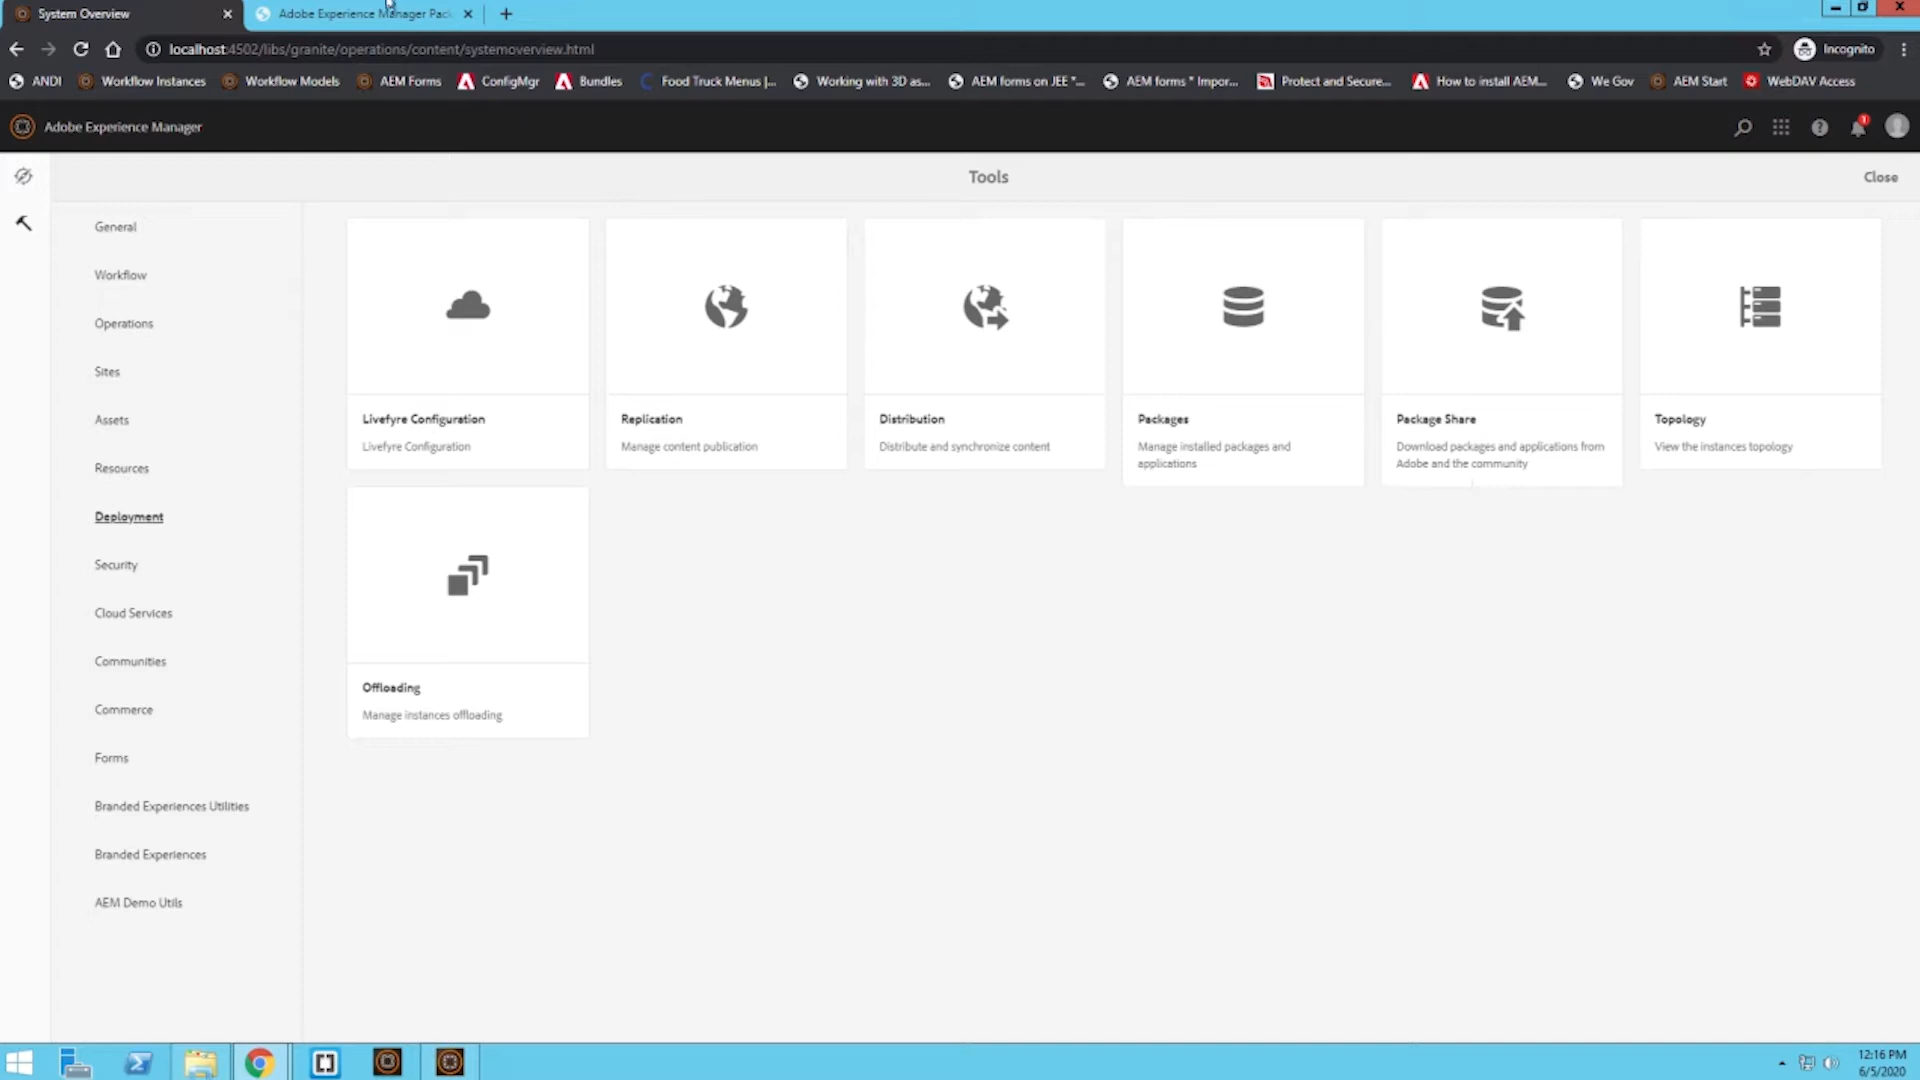 System Overview
Adobe Experience Manager Pac
localhost:4502/libs/granite/operations/content/systemoverview.html
Incognito
ANDI
Workflow Instances
Workflow Models
AEM Forms
ConfigMgr
Bundles
Food Truck Menus |...
Working with 3D as...
AEM forms on JEE "...
AEM forms * Impor...
Protect and Secure...
How to install AEM...
We Gov
AEM Start
WebDAV Access
Adobe Experience Manager
1
Tools
Close
General
Workflow
Operations
Sites
Assets
Resources
Deployment
Security
Cloud Services
Communities
Commerce
Forms
Branded Experiences Utilities
Branded Experiences
AEM Demo Utils
Livefyre Configuration
Livefyre Configuration
Replication
Manage content publication
Distribution
Distribute and synchronize content
Packages
Manage installed packages and
applications
Package Share
Download packages and applications from
Adobe and the community
Topology
View the instances topology
Offloading
Manage instances offloading
12:16 PM
6/5/2020